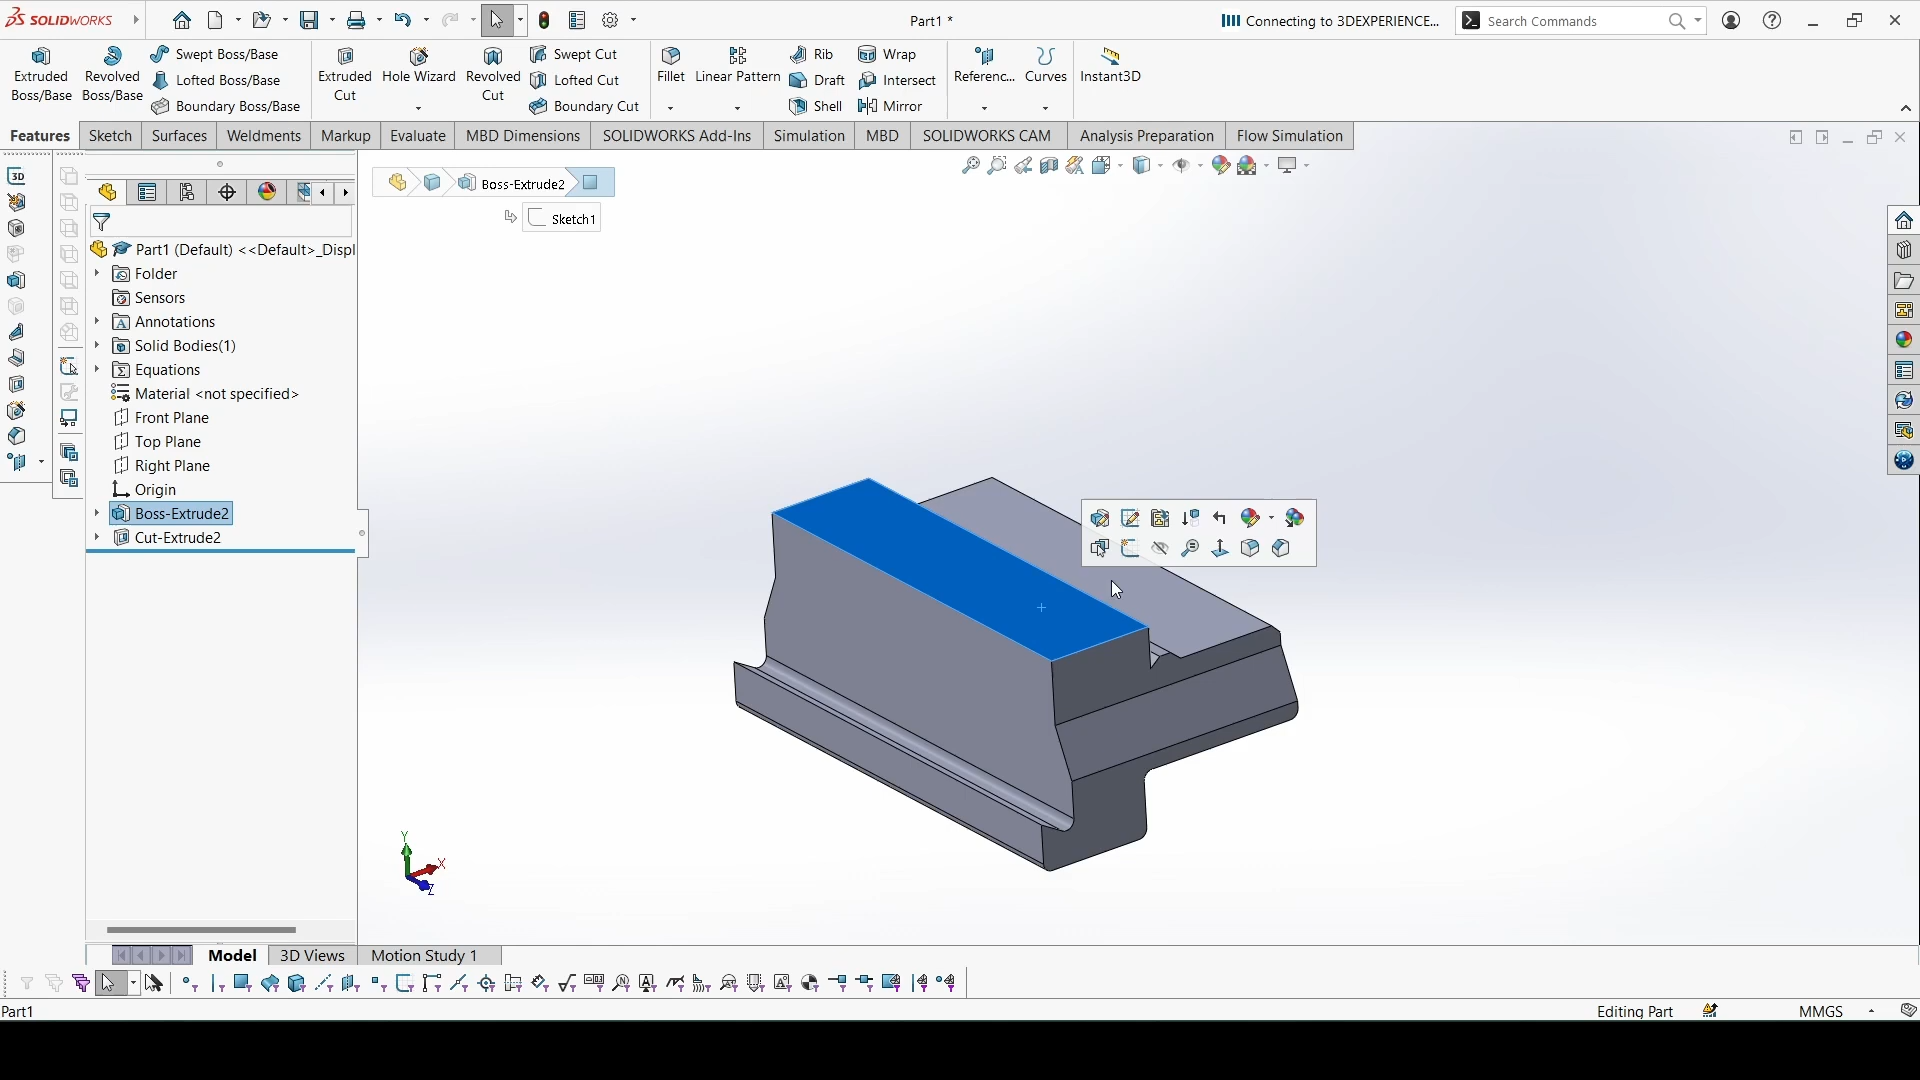 SOLIDWORKS
Part1 *
Connecting to 3DEXPERIENCE...
Search Commands
Extruded Boss/Base
Revolved Boss/Base
Swept Boss/Base
Lofted Boss/Base
Boundary Boss/Base
Extruded Cut
Hole Wizard
Revolved Cut
Swept Cut
Lofted Cut
Boundary Cut
Fillet
Linear Pattern
Rib
Draft
Shell
Wrap
Intersect
Mirror
Referenc...
Curves
Instant3D
Features
Sketch
Surfaces
Weldments
Markup
Evaluate
MBD Dimensions
SOLIDWORKS Add-Ins
Simulation
MBD
SOLIDWORKS CAM
Analysis Preparation
Flow Simulation
3D
Boss-Extrude2
Sketch1
Part1 (Default) <<Default>_Displ
Folder
Sensors
Annotations
Solid Bodies(1)
Equations
Material <not specified>
Front Plane
Top Plane
Right Plane
Origin
Boss-Extrude2
Cut-Extrude2
Y
X
Z
Model
3D Views
Motion Study 1
Part1
Editing Part
MMGS